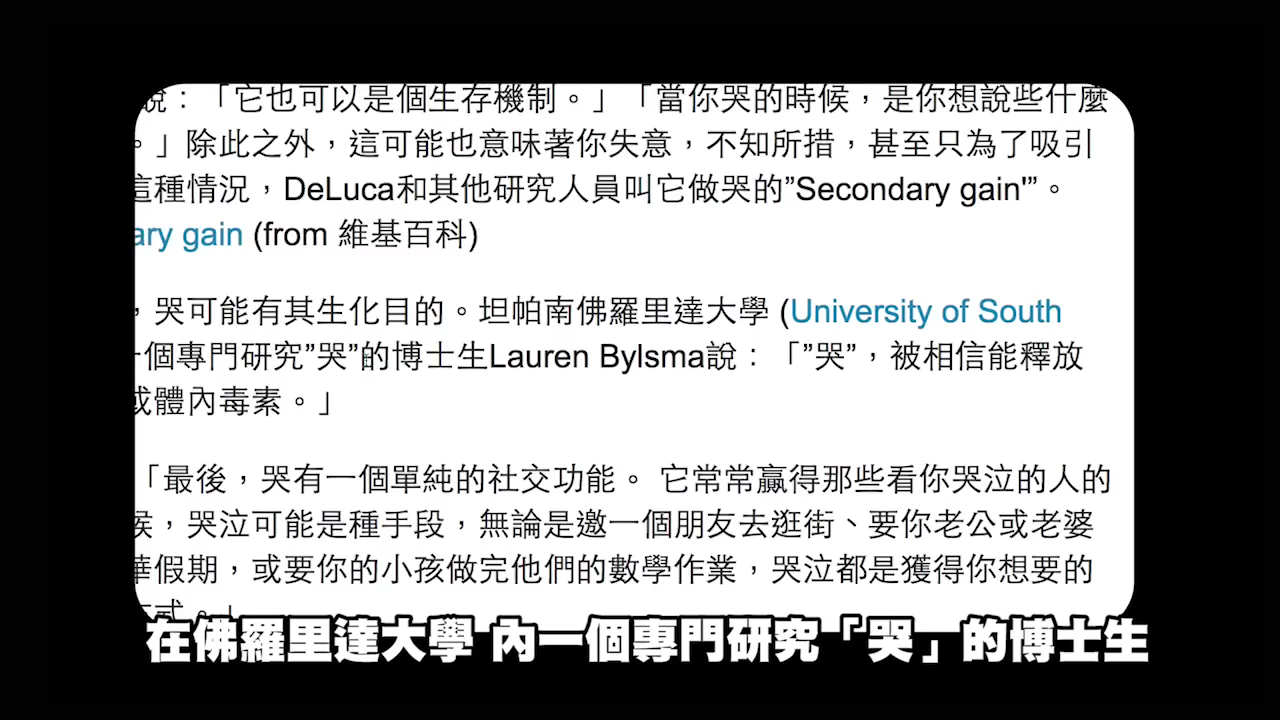 說：「它也可以是個生存機制。」「當你哭的時候，是你想說些什麼
。」除此之外，這可能也意味著你失意，不知所措，甚至只為了吸引
這種情況，DeLuca和其他研究人員叫它做哭的”Secondary gain'”。
ary gain (from 維基百科)
，哭可能有其生化目的。坦帕南佛羅里達大學 (University of South
一個專門研究”哭”的博士生Lauren Bylsma說：「”哭”，被相信能釋放
或體內毒素。」
「最後，哭有一個單純的社交功能。 它常常贏得那些看你哭泣的人的
候，哭泣可能是種手段，無論是邀一個朋友去逛街、要你老公或老婆
華假期，或要你的小孩做完他們的數學作業，哭泣都是獲得你想要的
方式。」
在佛羅里達大學 內一個專門研究「哭」的博士生